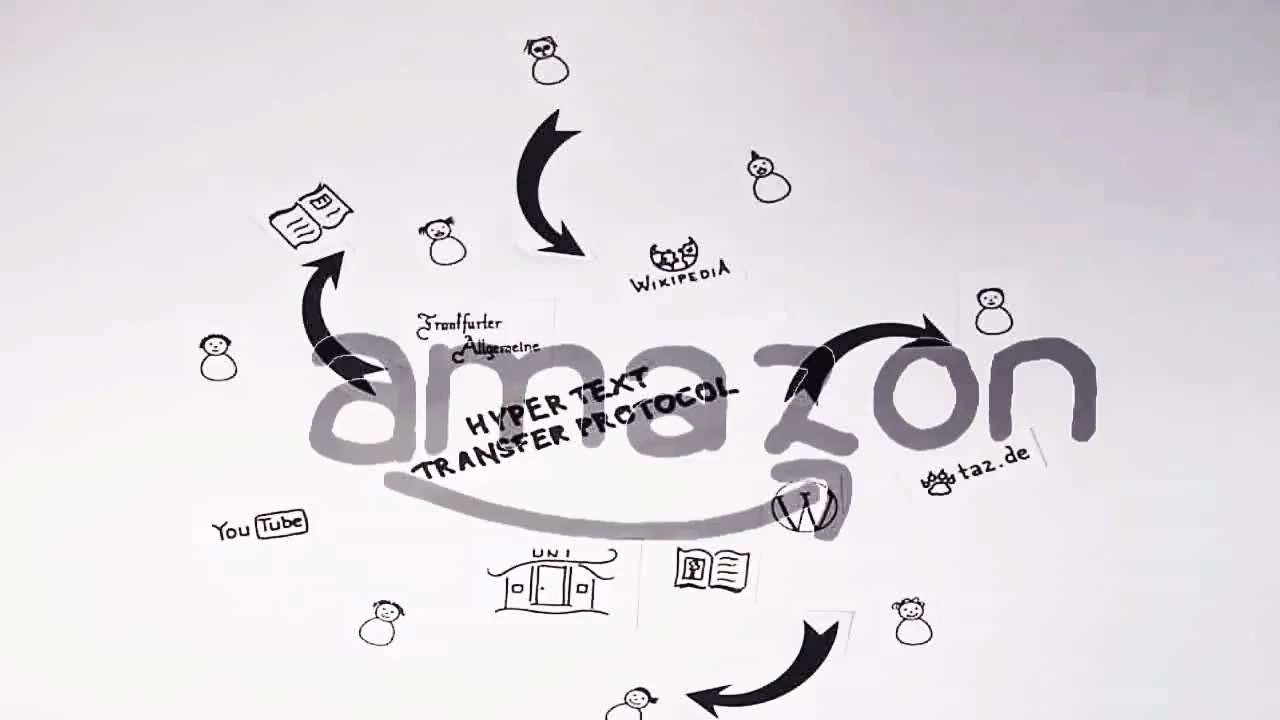 WIKIPEDIA
Frankfurter
Allgemeine
amazon
HYPER TEXT
TRANSFER PROTOCOL
taz.de
W
You Tube
UNI